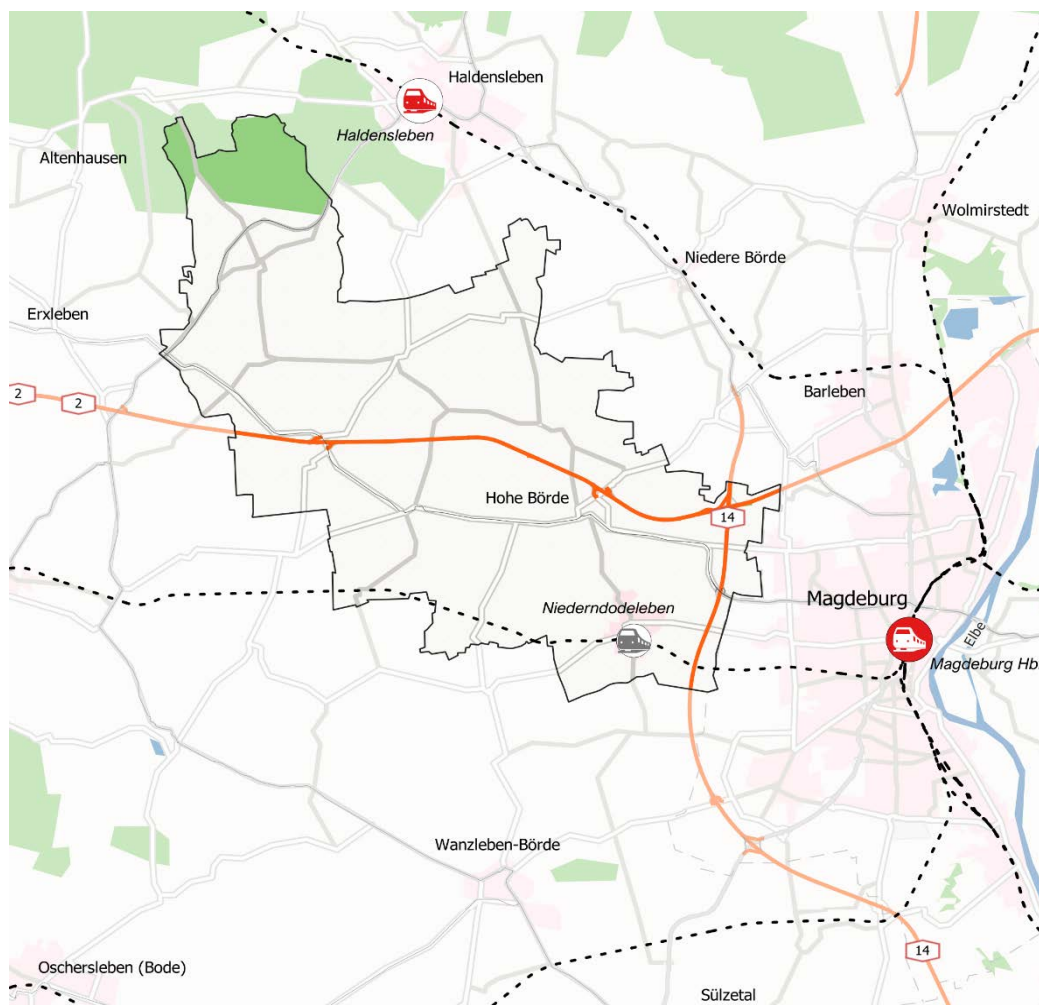 Haldensleben
Haldensleben
Altenhausen
Wolmirstedt
Niedere Börde
Erxleben
2
2
Barleben
Hohe Börde
14
Magdeburg
Niederndodeleben
Elbe
Magdeburg Hb
Wanzleben-Börde
14
Oschersleben (Bode)
Sülzetal